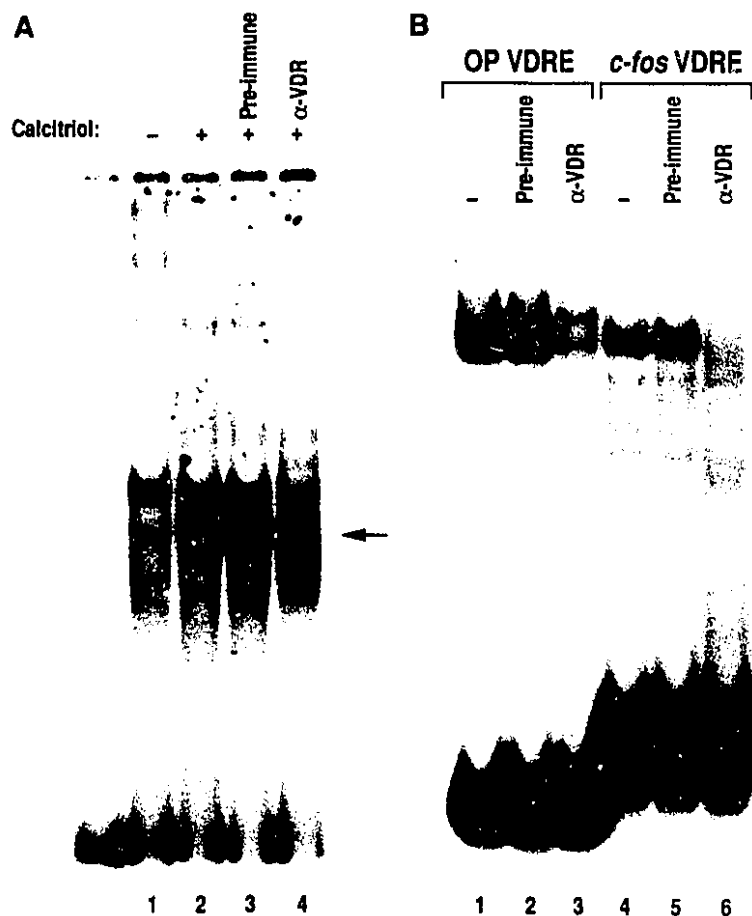 A
Calcitriol:
–
+
Pre-immune
+
α-VDR
+
1
2
3
4
B
OP VDRE
c-fos VDRE
–
Pre-immune
α-VDR
–
Pre-immune
α-VDR
1
2
3
4
5
6